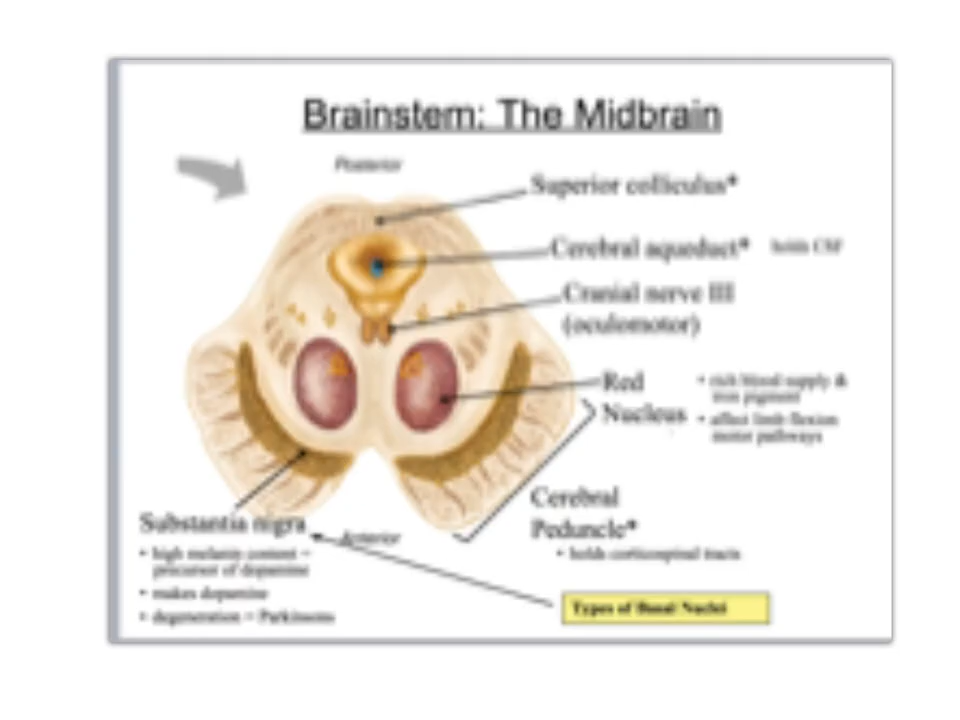 Brainstem: The Midbrain
Posterior
Superior colliculus*
Cerebral aqueduct* holds CSF
Cranial nerve III
(oculomotor)
Red
Nucleus
• rich blood supply &
iron pigment
• affect limb flexion
motor pathways
Cerebral
Peduncle*
• holds corticospinal tracts
Substantia nigra
Anterior
• high melanin content =
precursor of dopamine
• makes dopamine
• degeneration = Parkinsons
Types of Basal Nuclei